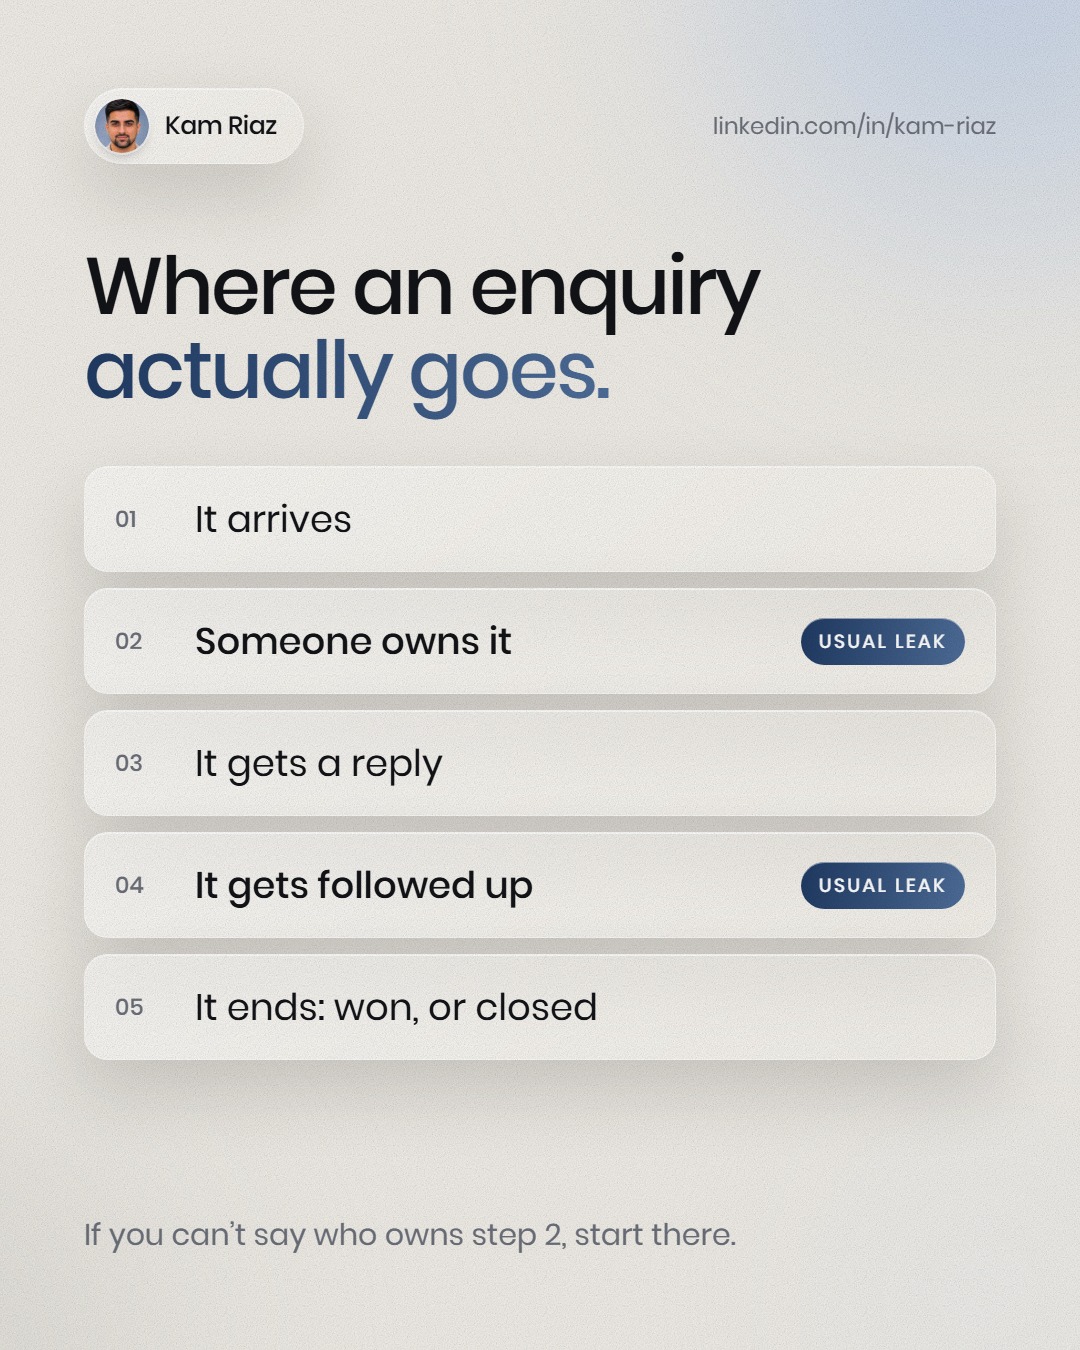 Kam Riaz
linkedin.com/in/kam-riaz
Where an enquiry
actually goes.
01 It arrives
02 Someone owns it USUAL LEAK
03 It gets a reply
04 It gets followed up USUAL LEAK
05 It ends: won, or closed
If you can’t say who owns step 2, start there.